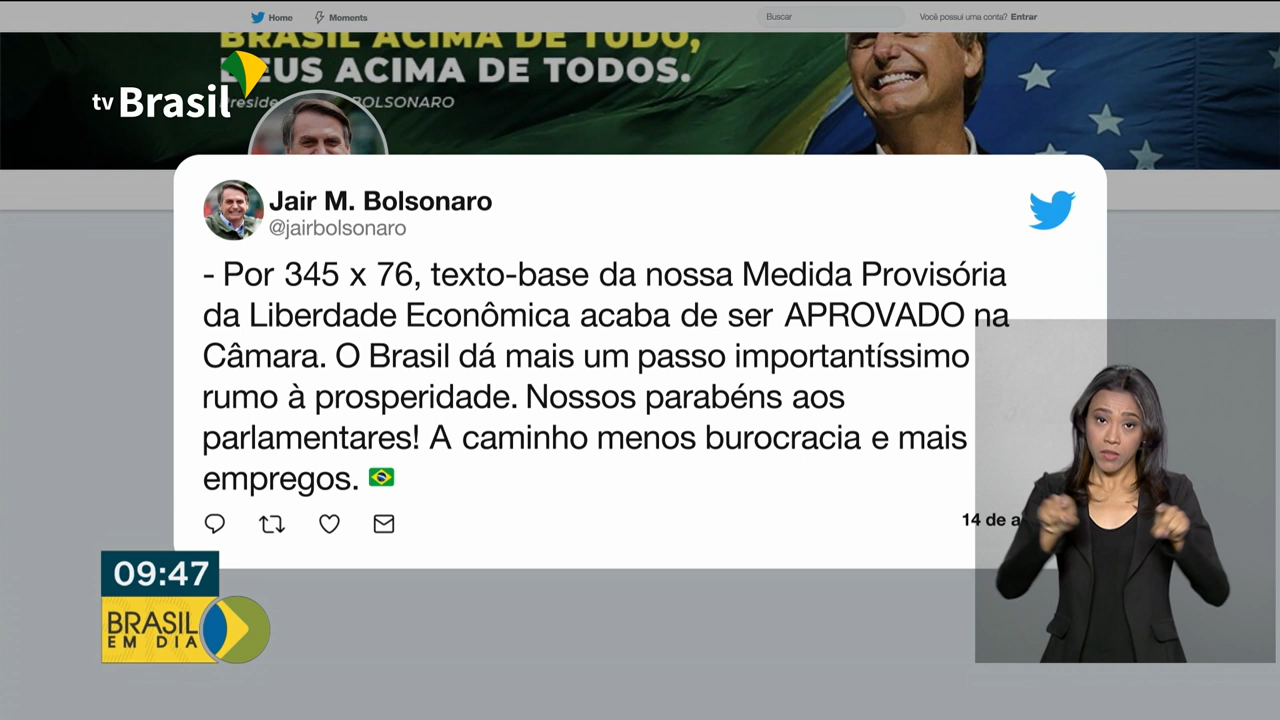 Home Moments Buscar Você possui uma conta? Entrar
BRASIL ACIMA DE TUDO,
DEUS ACIMA DE TODOS.
BOLSONARO
tv Brasil
Jair M. Bolsonaro
@jairbolsonaro
- Por 345 x 76, texto-base da nossa Medida Provisória
da Liberdade Econômica acaba de ser APROVADO na
Câmara. O Brasil dá mais um passo importantíssimo
rumo à prosperidade. Nossos parabéns aos
parlamentares! A caminho menos burocracia e mais
empregos.
14 de a
09:47
BRASIL
EM DIA